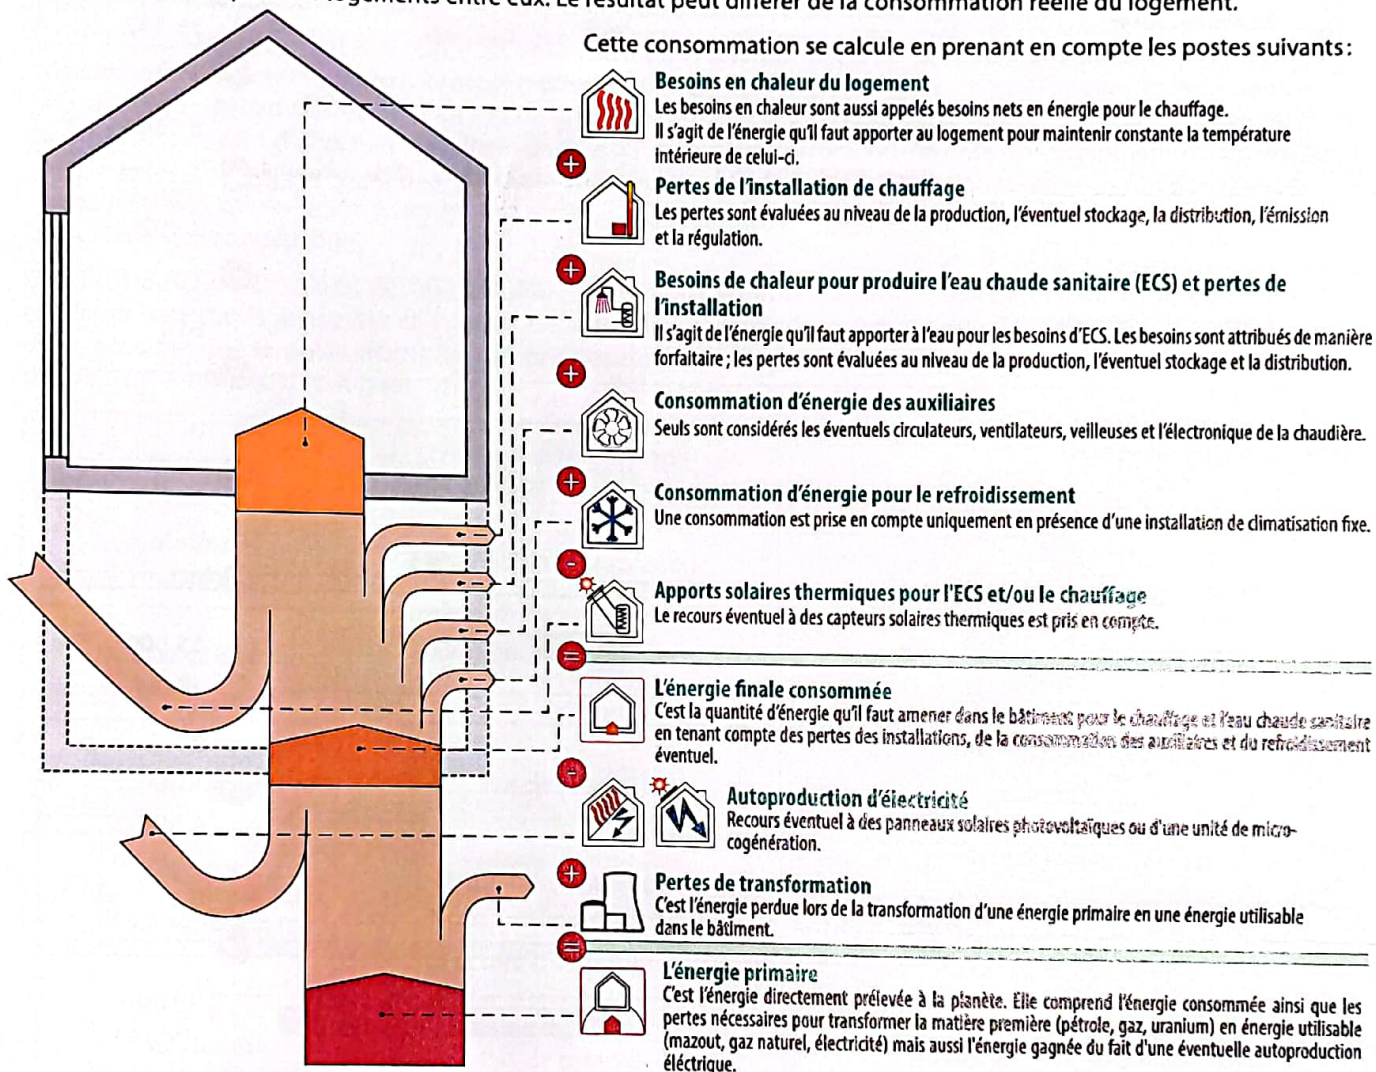 logements entre eux. Le résultat peut différer de la consommation réelle du logement.
Cette consommation se calcule en prenant en compte les postes suivants :
Besoins en chaleur du logement
Les besoins en chaleur sont aussi appelés besoins nets en énergie pour le chauffage.
Il s'agit de l'énergie qu'il faut apporter au logement pour maintenir constante la température
intérieure de celui-ci.
+
Pertes de l'installation de chauffage
Les pertes sont évaluées au niveau de la production, l'éventuel stockage, la distribution, l'émission
et la régulation.
+
Besoins de chaleur pour produire l'eau chaude sanitaire (ECS) et pertes de
l'installation
Il s'agit de l'énergie qu'il faut apporter à l'eau pour les besoins d'ECS. Les besoins sont attribués de manière
forfaitaire ; les pertes sont évaluées au niveau de la production, l'éventuel stockage et la distribution.
+
Consommation d'énergie des auxiliaires
Seuls sont considérés les éventuels circulateurs, ventilateurs, veilleuses et l'électronique de la chaudière.
+
Consommation d'énergie pour le refroidissement
Une consommation est prise en compte uniquement en présence d'une installation de climatisation fixe.
-
Apports solaires thermiques pour l'ECS et/ou le chauffage
Le recours éventuel à des capteurs solaires thermiques est pris en compte.
=
L'énergie finale consommée
C'est la quantité d'énergie qu'il faut amener dans le bâtiment pour le chauffage et l'eau chaude sanitaire
en tenant compte des pertes des installations, de la consommation des auxiliaires et du refroidissement
éventuel.
-
Autoproduction d'électricité
Recours éventuel à des panneaux solaires photovoltaïques ou d'une unité de micro-
cogénération.
+
Pertes de transformation
C'est l'énergie perdue lors de la transformation d'une énergie primaire en une énergie utilisable
dans le bâtiment.
=
L'énergie primaire
C'est l'énergie directement prélevée à la planète. Elle comprend l'énergie consommée ainsi que les
pertes nécessaires pour transformer la matière première (pétrole, gaz, uranium) en énergie utilisable
(mazout, gaz naturel, électricité) mais aussi l'énergie gagnée du fait d'une éventuelle autoproduction
éléctrique.